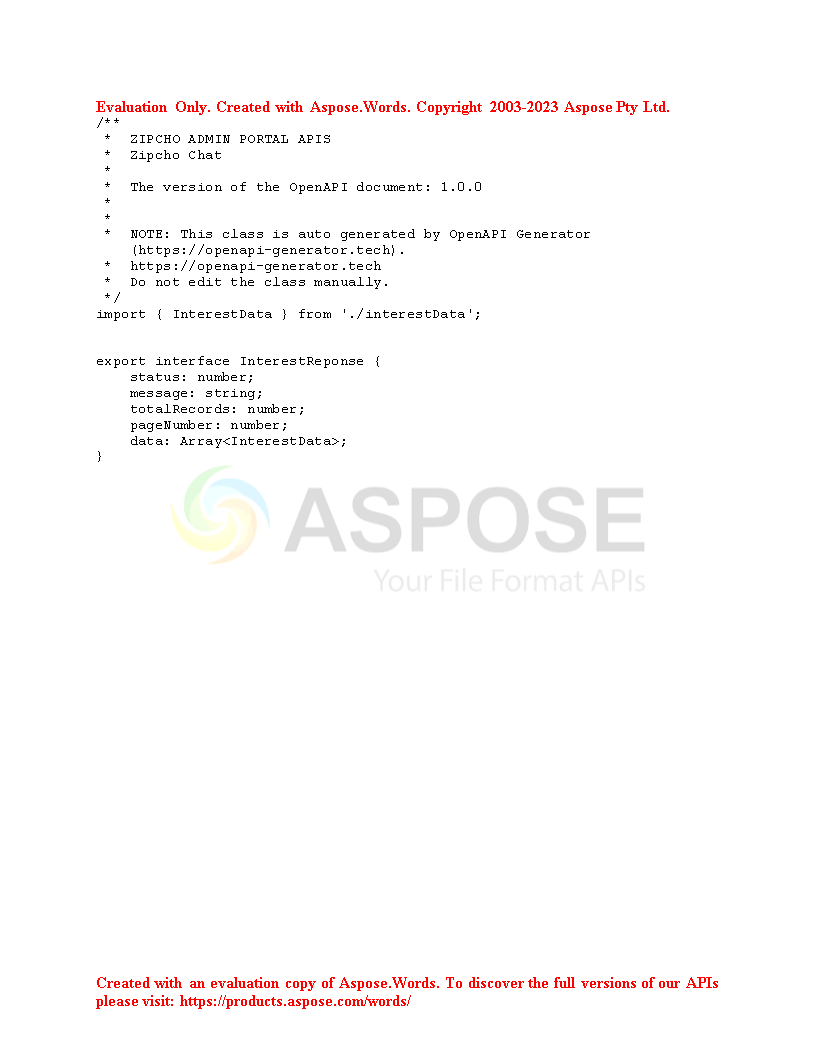 Evaluation Only. Created with Aspose.Words. Copyright 2003-2023 Aspose Pty Ltd.
/**
 *  ZIPCHO ADMIN PORTAL APIS
 *  Zipcho Chat
 *
 *  The version of the OpenAPI document: 1.0.0
 *
 *
 *  NOTE: This class is auto generated by OpenAPI Generator
    (https://openapi-generator.tech).
 *  https://openapi-generator.tech
 *  Do not edit the class manually.
 */
import { InterestData } from './interestData';
export interface InterestReponse {
    status: number;
    message: string;
    totalRecords: number;
    pageNumber: number;
    data: Array<InterestData>;
}
ASPOSE
Your File Format APIs
Created with an evaluation copy of Aspose.Words. To discover the full versions of our APIs
please visit: https://products.aspose.com/words/